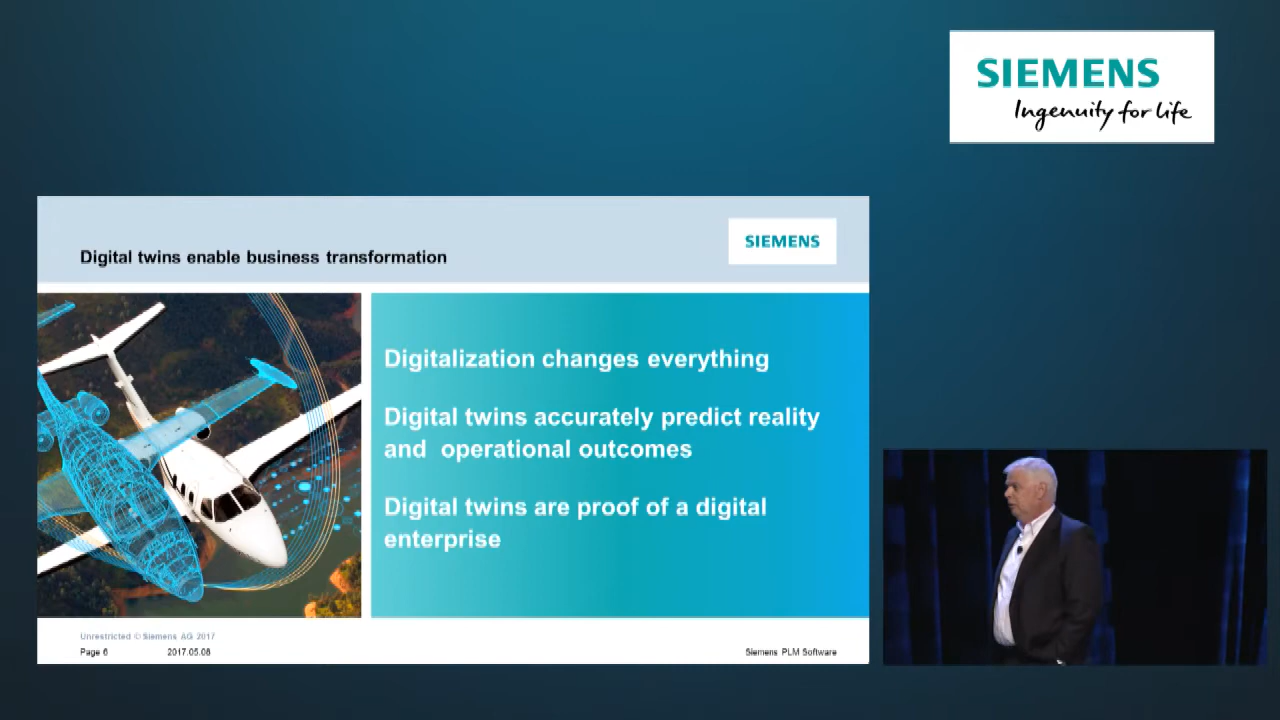 SIEMENS
Ingenuity for life
Digital twins enable business transformation
SIEMENS
Digitalization changes everything
Digital twins accurately predict reality
and operational outcomes
Digital twins are proof of a digital
enterprise
Unrestricted © Siemens AG 2017
Page 6
2017.05.08
Siemens PLM Software